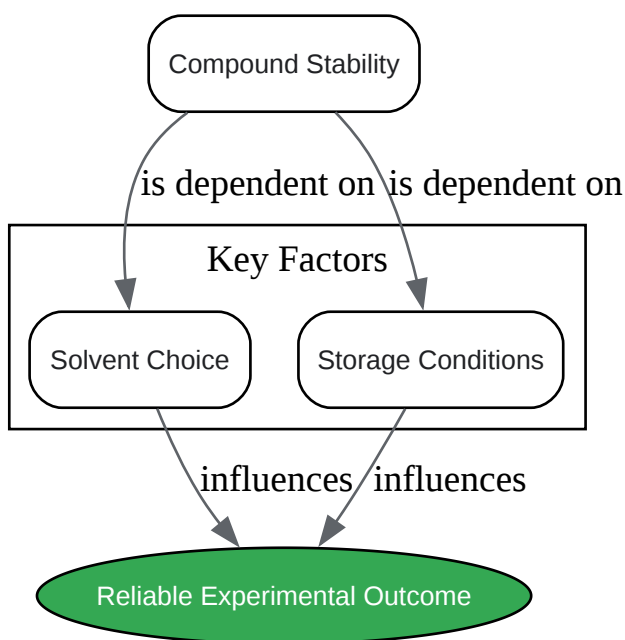 Compound Stability
is dependent on
is dependent on
Key Factors
Solvent Choice
Storage Conditions
influences
influences
Reliable Experimental Outcome